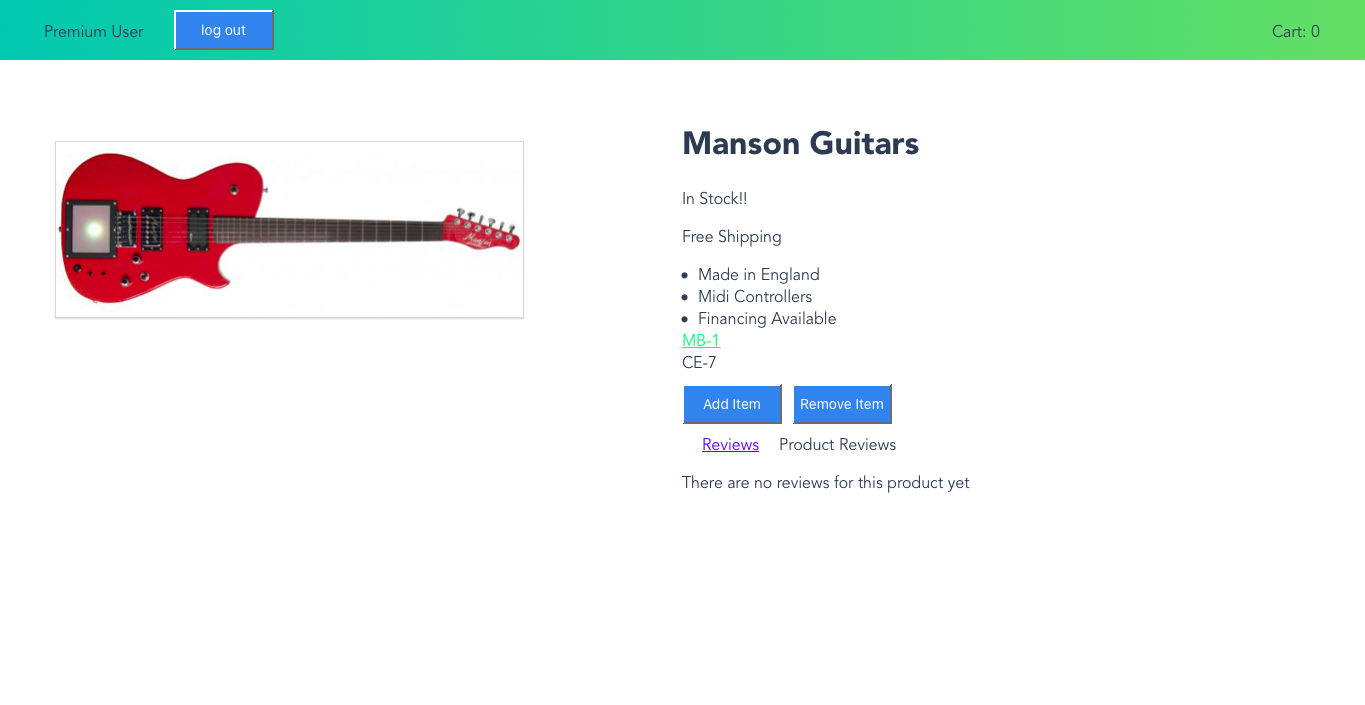 Premium User log out Cart: 0
Manson Guitars
In Stock!!
Free Shipping
Made in England
Midi Controllers
Financing Available
MB-1
CE-7
Add Item Remove Item
Reviews Product Reviews
There are no reviews for this product yet
Manson